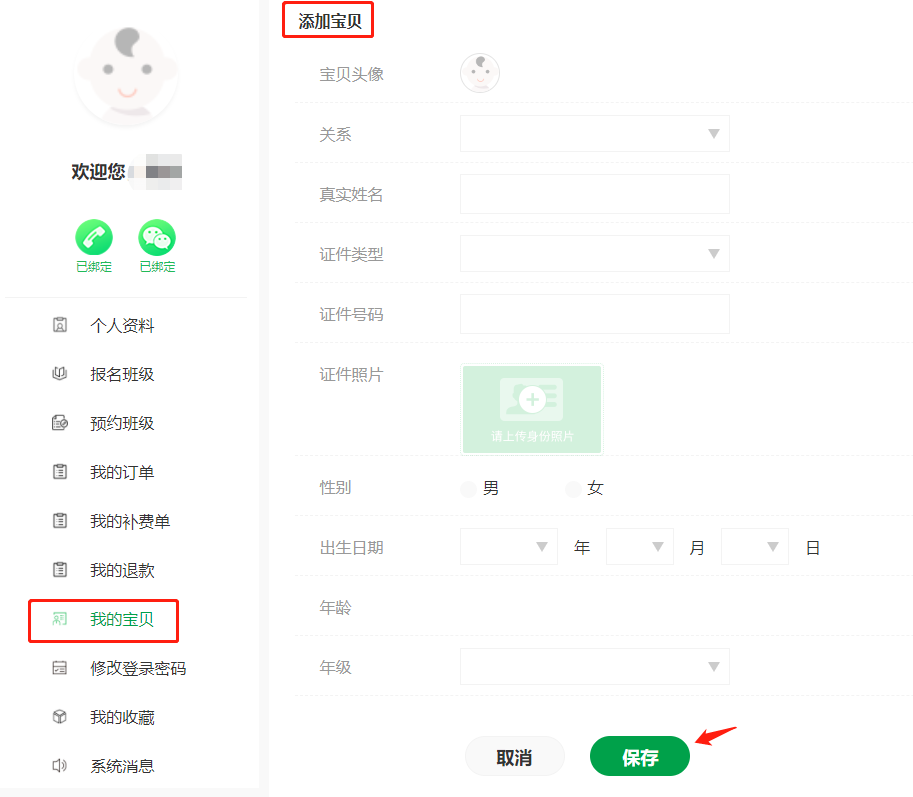 欢迎您
已绑定
已绑定
个人资料
报名班级
预约班级
我的订单
我的补费单
我的退款
我的宝贝
修改登录密码
我的收藏
系统消息
添加宝贝
宝贝头像
关系
真实姓名
证件类型
证件号码
证件照片
请上传身份照片
性别 男 女
出生日期 年 月 日
年龄
年级
取消 保存